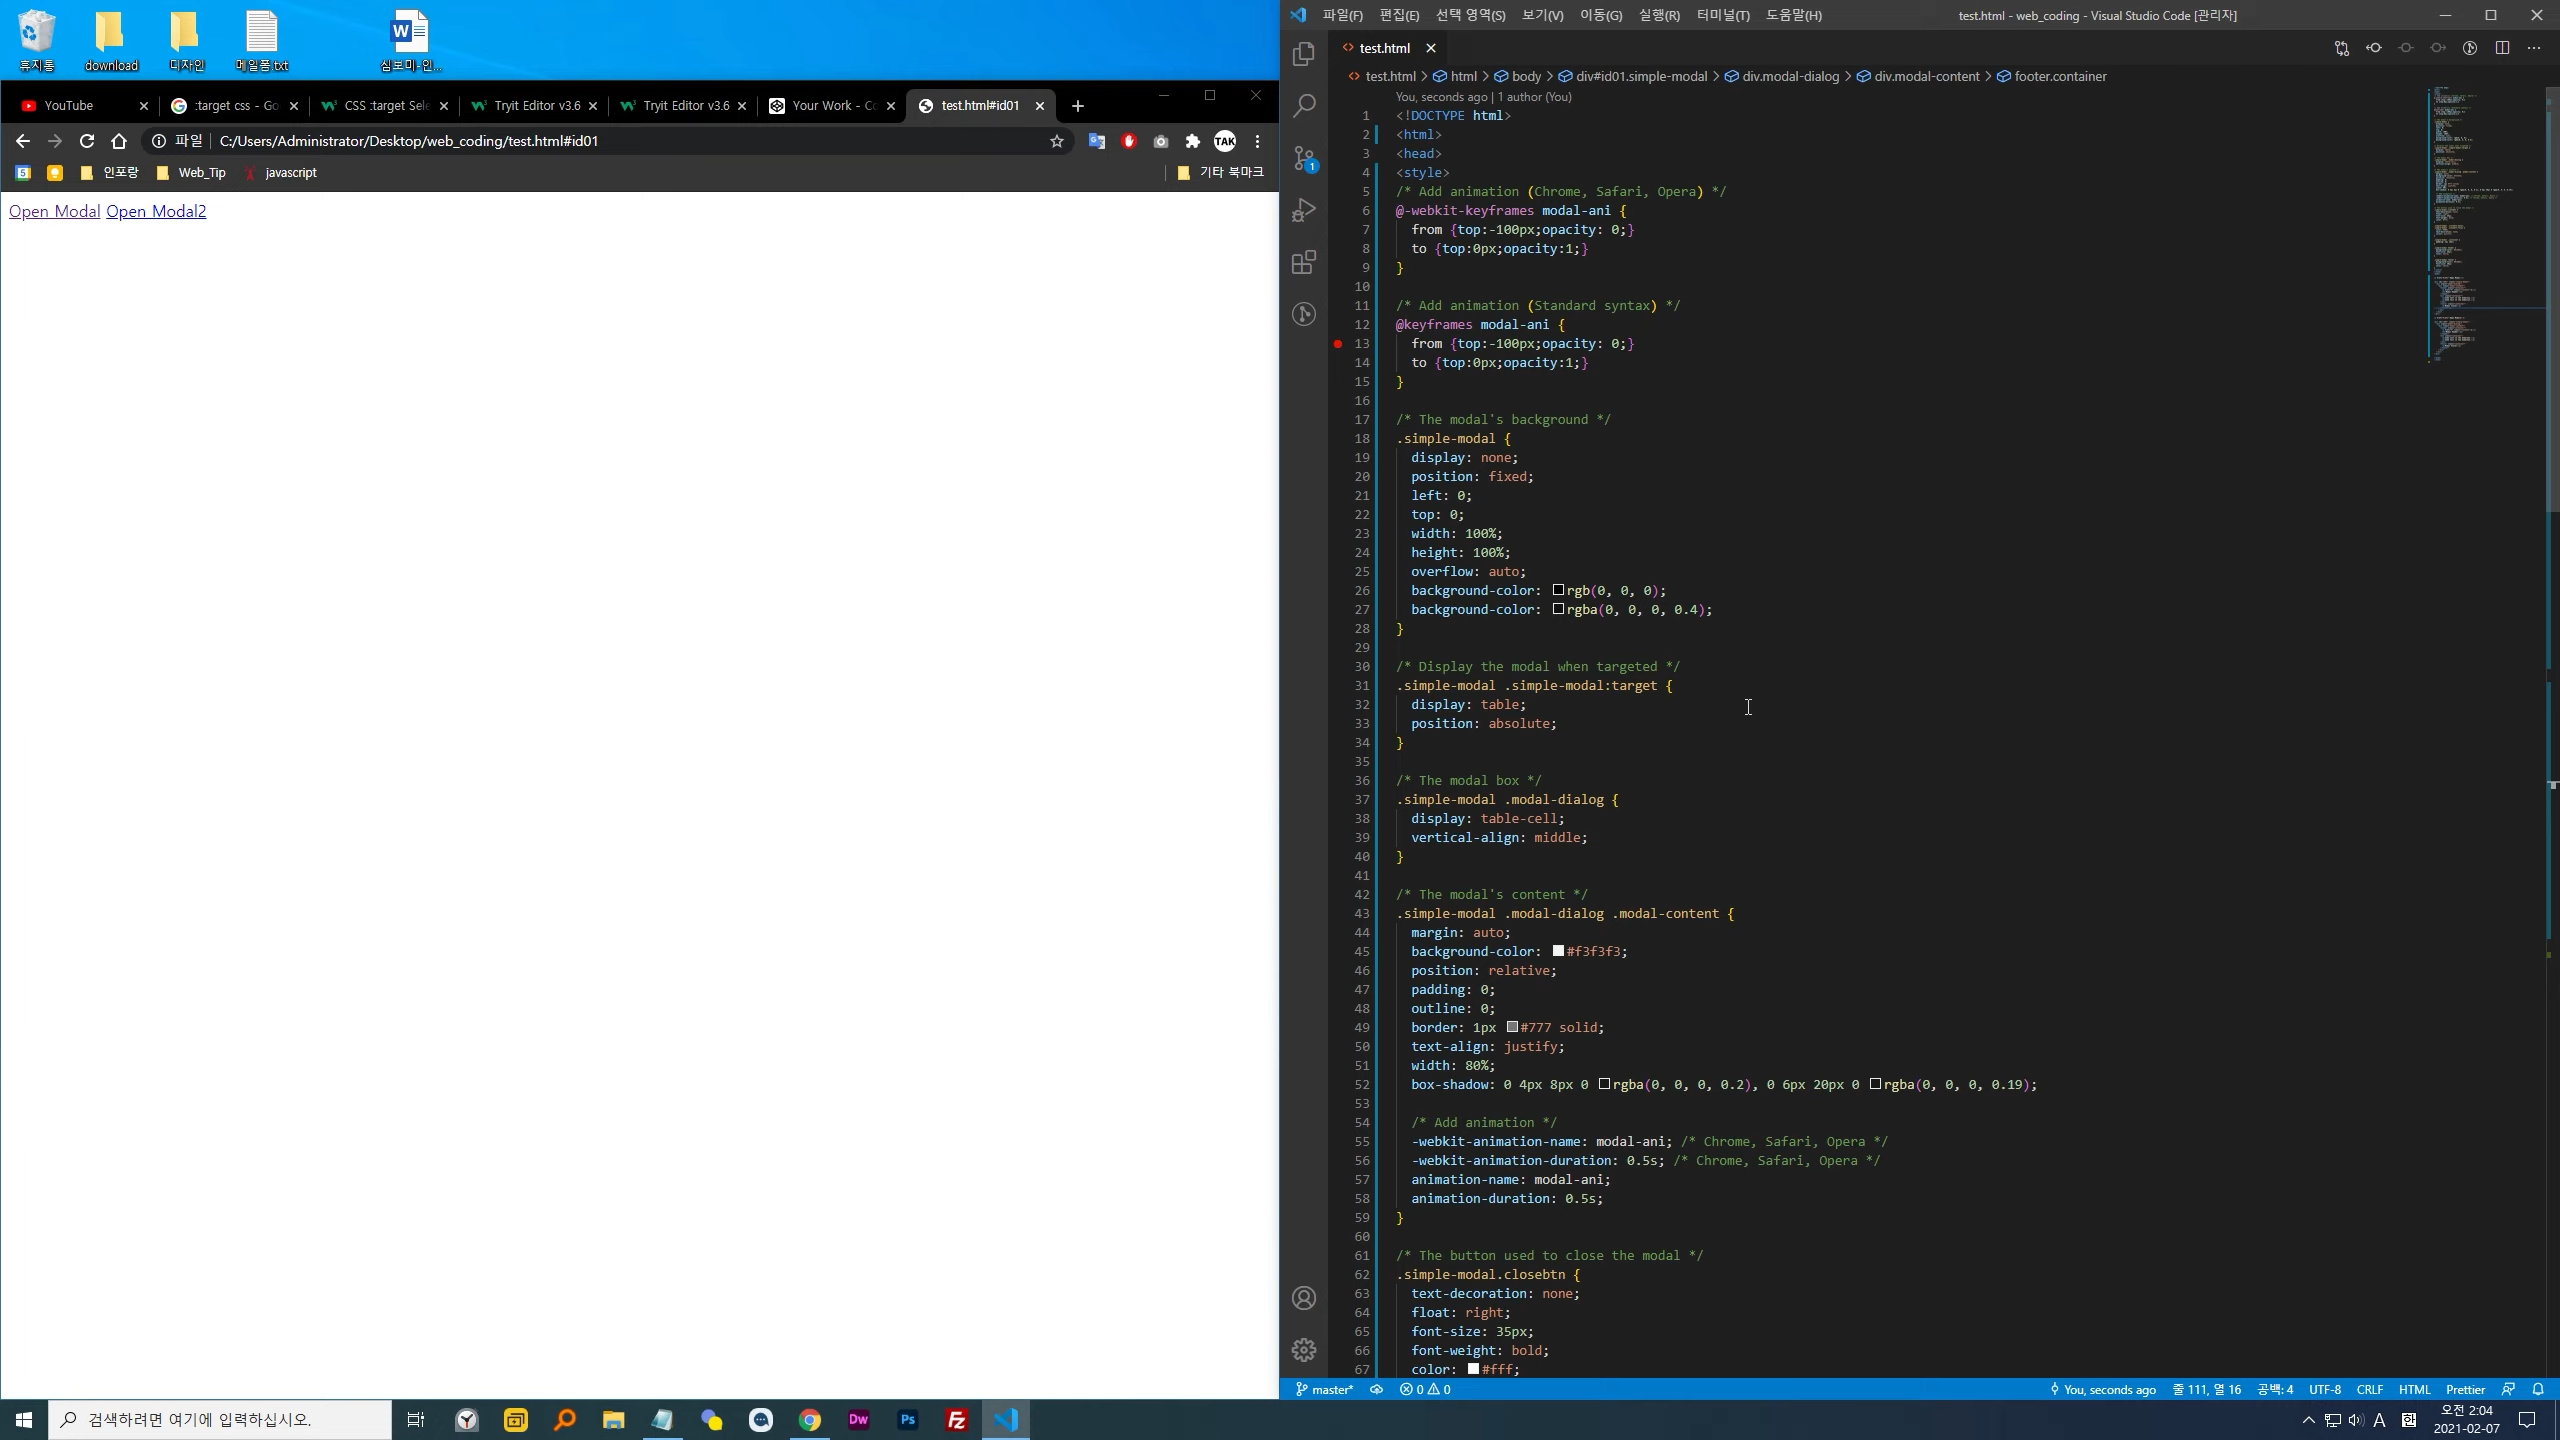 휴지통
download
디자인
메일폼.txt
심보미-인...
YouTube
:target css - Go
CSS :target Sele
Tryit Editor v3.6
Tryit Editor v3.6
Your Work - Co
test.html#id01
파일
C:/Users/Administrator/Desktop/web_coding/test.html#id01
TAK
인포랑
Web_Tip
javascript
기타 북마크
Open Modal Open Modal2
파일(F) 편집(E) 선택 영역(S) 보기(V) 이동(G) 실행(R) 터미널(T) 도움말(H)
test.html - web_coding - Visual Studio Code [관리자]
test.html
test.html > html > body > div#id01.simple-modal > div.modal-dialog > div.modal-content > footer.container
You, seconds ago | 1 author (You)
1 <!DOCTYPE html>
2 <html>
3 <head>
4 <style>
5 /* Add animation (Chrome, Safari, Opera) */
6 @-webkit-keyframes modal-ani {
7 from {top:-100px;opacity: 0;}
8 to {top:0px;opacity:1;}
9 }
10
11 /* Add animation (Standard syntax) */
12 @keyframes modal-ani {
13 from {top:-100px;opacity: 0;}
14 to {top:0px;opacity:1;}
15 }
16
17 /* The modal's background */
18 .simple-modal {
19 display: none;
20 position: fixed;
21 left: 0;
22 top: 0;
23 width: 100%;
24 height: 100%;
25 overflow: auto;
26 background-color: rgb(0, 0, 0);
27 background-color: rgba(0, 0, 0, 0.4);
28 }
29
30 /* Display the modal when targeted */
31 .simple-modal .simple-modal:target {
32 display: table;
33 position: absolute;
34 }
35
36 /* The modal box */
37 .simple-modal .modal-dialog {
38 display: table-cell;
39 vertical-align: middle;
40 }
41
42 /* The modal's content */
43 .simple-modal .modal-dialog .modal-content {
44 margin: auto;
45 background-color: #f3f3f3;
46 position: relative;
47 padding: 0;
48 outline: 0;
49 border: 1px #777 solid;
50 text-align: justify;
51 width: 80%;
52 box-shadow: 0 4px 8px 0 rgba(0, 0, 0, 0.2), 0 6px 20px 0 rgba(0, 0, 0, 0.19);
53
54 /* Add animation */
55 -webkit-animation-name: modal-ani; /* Chrome, Safari, Opera */
56 -webkit-animation-duration: 0.5s; /* Chrome, Safari, Opera */
57 animation-name: modal-ani;
58 animation-duration: 0.5s;
59 }
60
61 /* The button used to close the modal */
62 .simple-modal.closebtn {
63 text-decoration: none;
64 float: right;
65 font-size: 35px;
66 font-weight: bold;
67 color: #fff;
master* 0 0
You, seconds ago 줄 111, 열 16 공백: 4 UTF-8 CRLF HTML Prettier
검색하려면 여기에 입력하십시오.
Dw
Ps
Fz
A
한
오전 2:04
2021-02-07